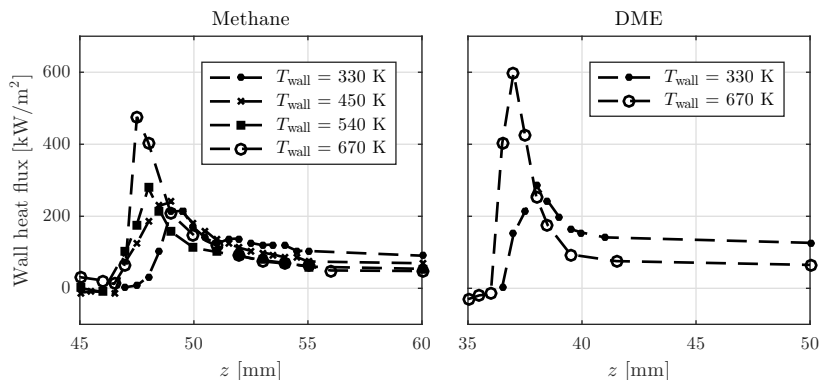 Methane
DME
Wall heat flux [kW/m²]
600
400
200
0
T_wall = 330 K
T_wall = 450 K
T_wall = 540 K
T_wall = 670 K
T_wall = 330 K
T_wall = 670 K
45 50 55 60
35 40 45 50
z [mm]
z [mm]